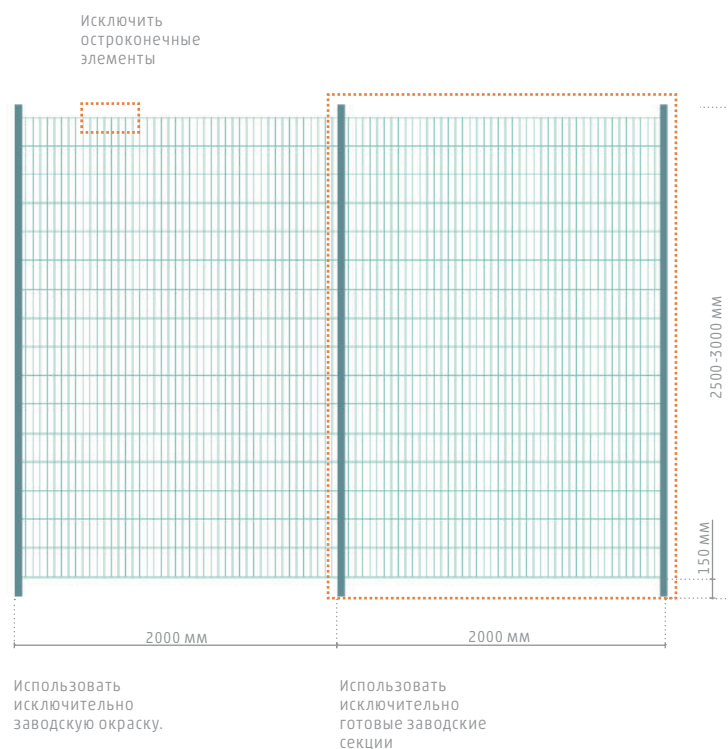 Исключить
остроконечные
элементы
2500-3000 мм
150 мм
2000 мм
2000 мм
Использовать
исключительно
заводскую окраску.
Использовать
исключительно
готовые заводские
секции